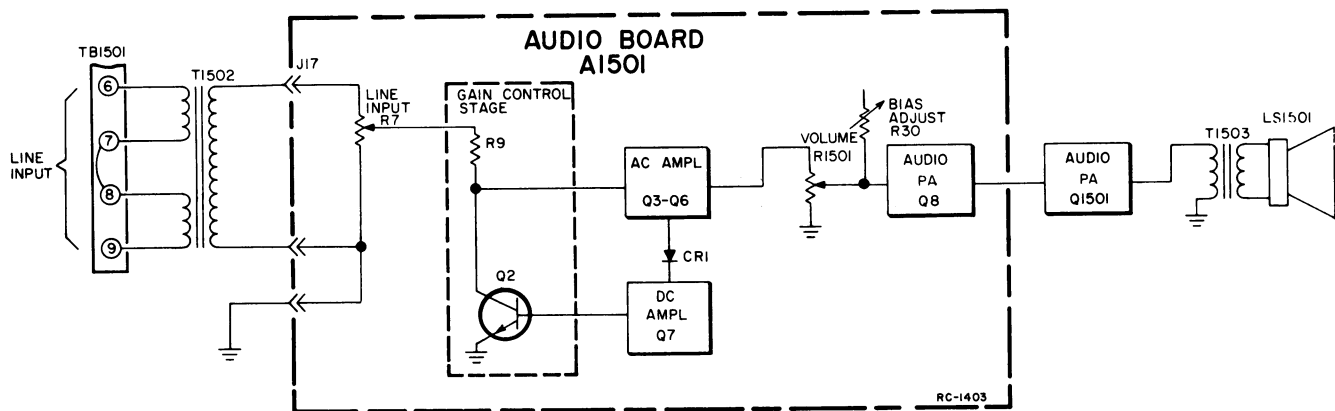 AUDIO BOARD
A1501
TB1501
6
7
8
9
LINE
INPUT
T1502
J17
LINE
INPUT
R7
GAIN CONTROL
STAGE
R9
Q2
AC AMPL
Q3-Q6
CR1
DC
AMPL
Q7
VOLUME
R1501
BIAS
ADJUST
R30
AUDIO
PA
Q8
AUDIO
PA
Q1501
T1503
LS1501
RC-1403